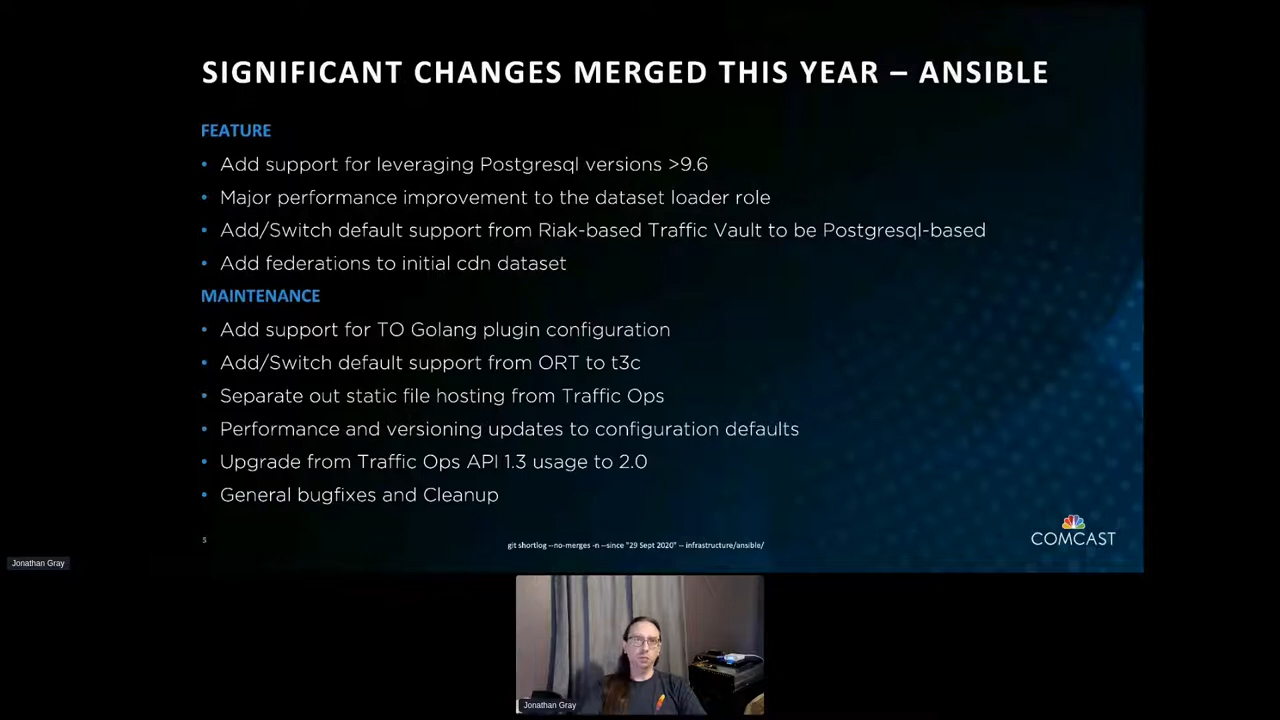 SIGNIFICANT CHANGES MERGED THIS YEAR – ANSIBLE
FEATURE
• Add support for leveraging Postgresql versions >9.6
• Major performance improvement to the dataset loader role
• Add/Switch default support from Riak-based Traffic Vault to be Postgresql-based
• Add federations to initial cdn dataset
MAINTENANCE
• Add support for TO Golang plugin configuration
• Add/Switch default support from ORT to t3c
• Separate out static file hosting from Traffic Ops
• Performance and versioning updates to configuration defaults
• Upgrade from Traffic Ops API 1.3 usage to 2.0
• General bugfixes and Cleanup
5
git shortlog --no-merges -n --since "29 Sept 2020" -- infrastructure/ansible/
COMCAST
Jonathan Gray
Jonathan Gray